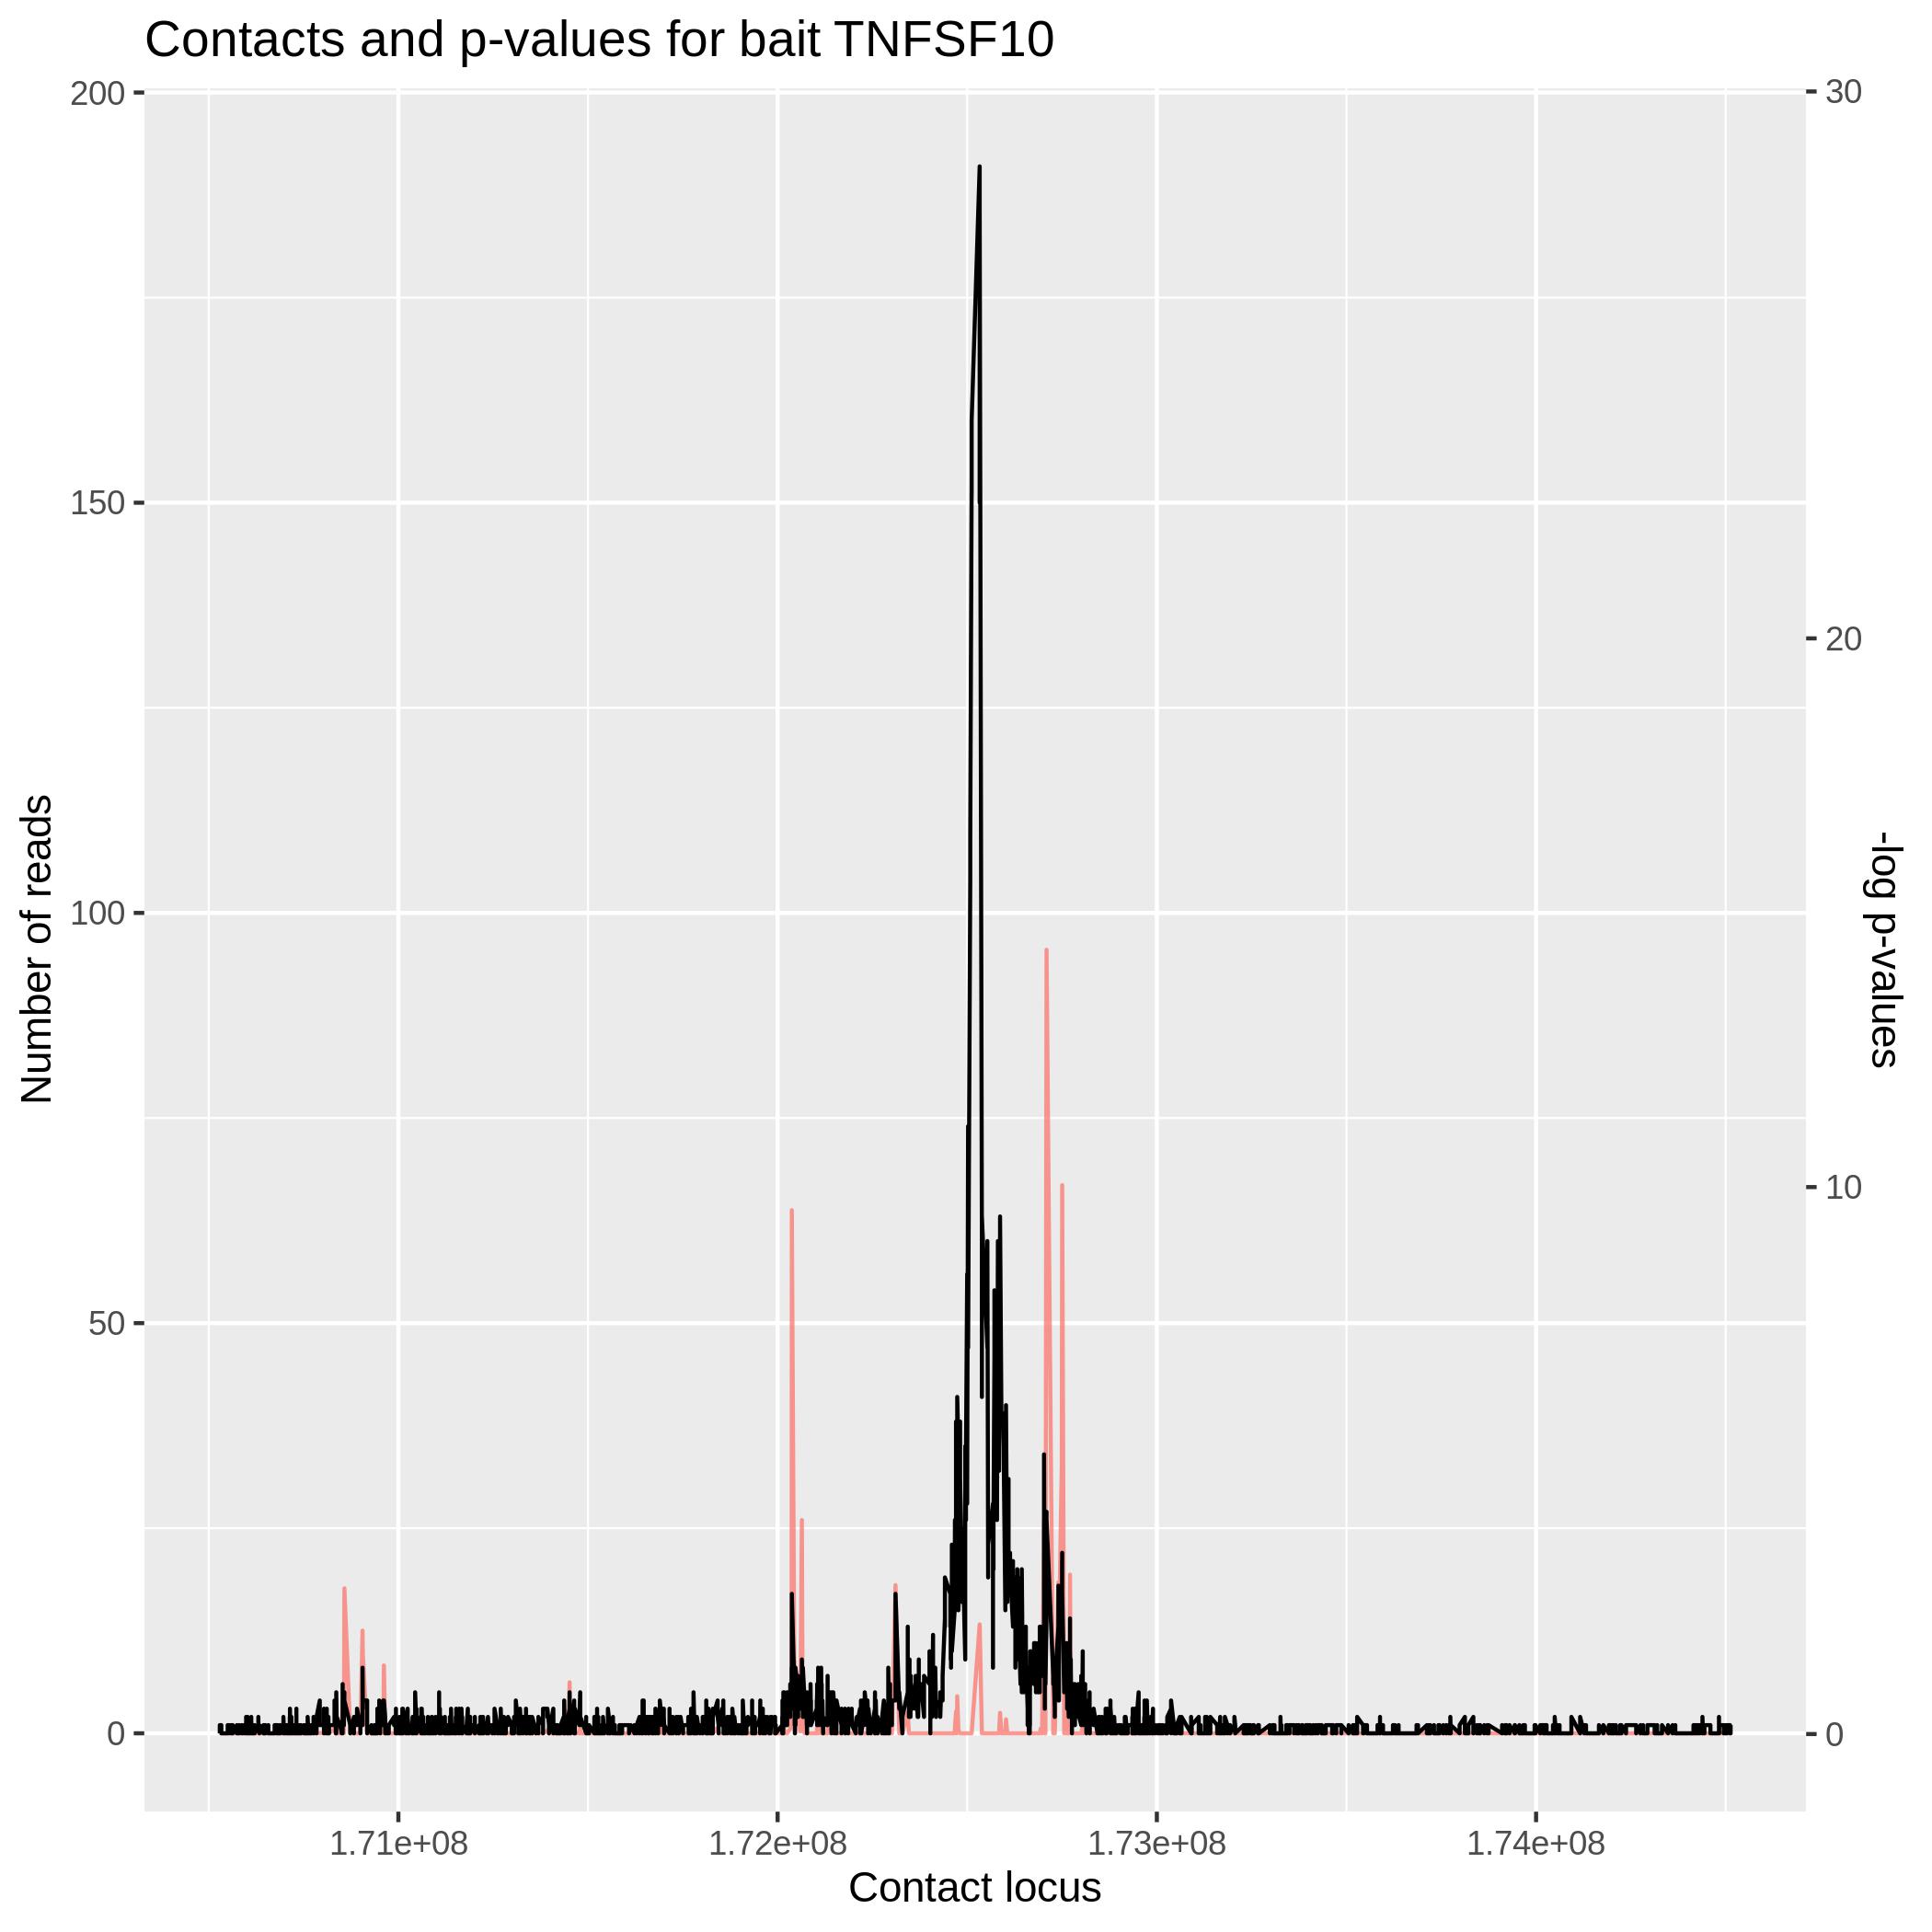 Contacts and p-values for bait TNFSF10
200
150
100
50
0
Number of reads
30
20
10
0
-log p-values
1.71e+08
1.72e+08
1.73e+08
1.74e+08
Contact locus